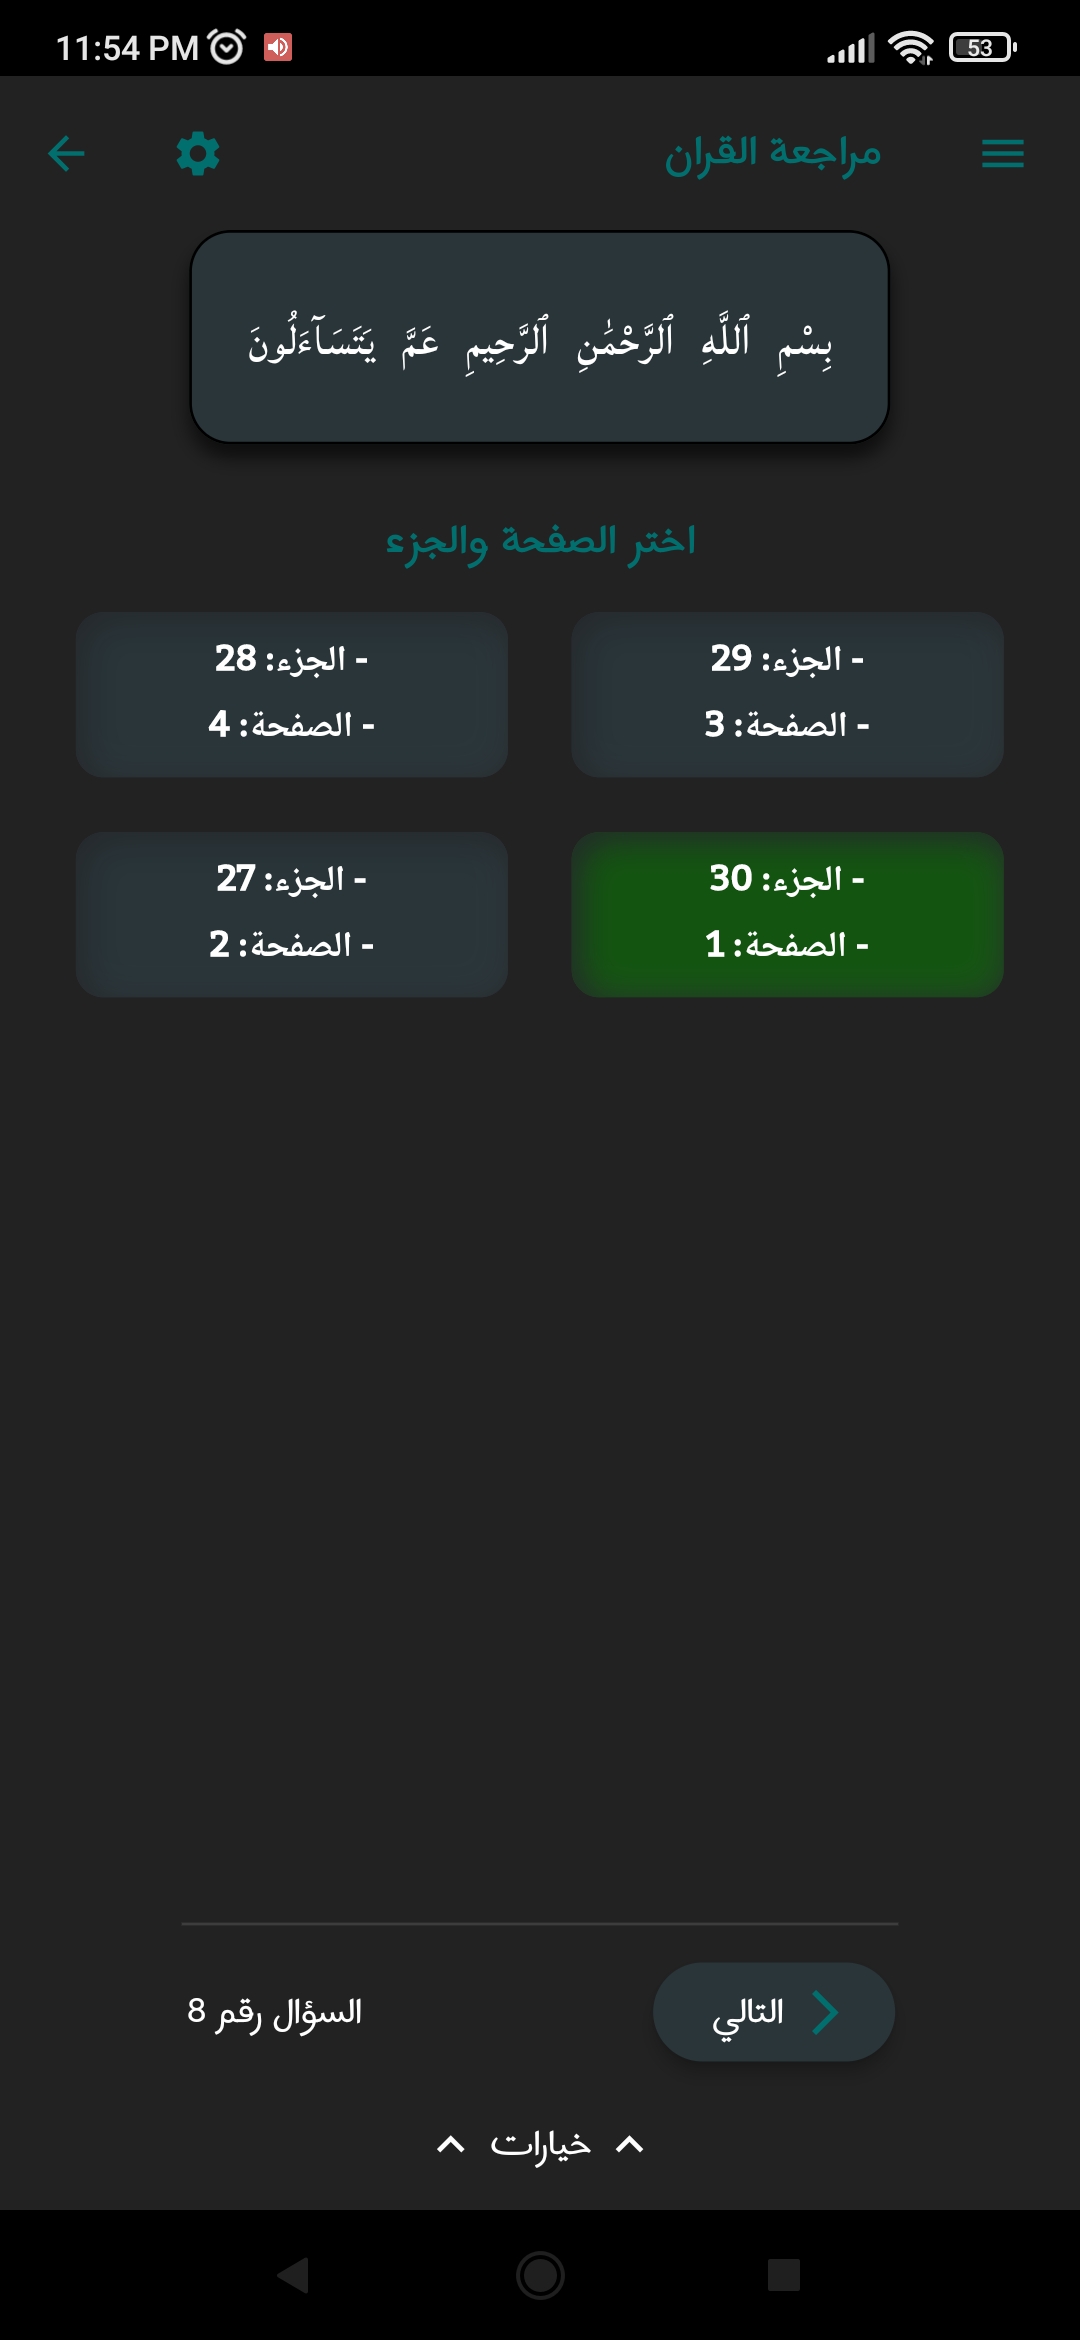 11:54 PM
53
مراجعة القران
بِسْمِ ٱللَّهِ ٱلرَّحْمَٰنِ ٱلرَّحِيمِ عَمَّ يَتَسَآءَلُونَ
اختر الصفحة والجزء
- الجزء: 29
- الصفحة: 3
- الجزء: 28
- الصفحة: 4
- الجزء: 30
- الصفحة: 1
- الجزء: 27
- الصفحة: 2
التالي
السؤال رقم 8
خيارات